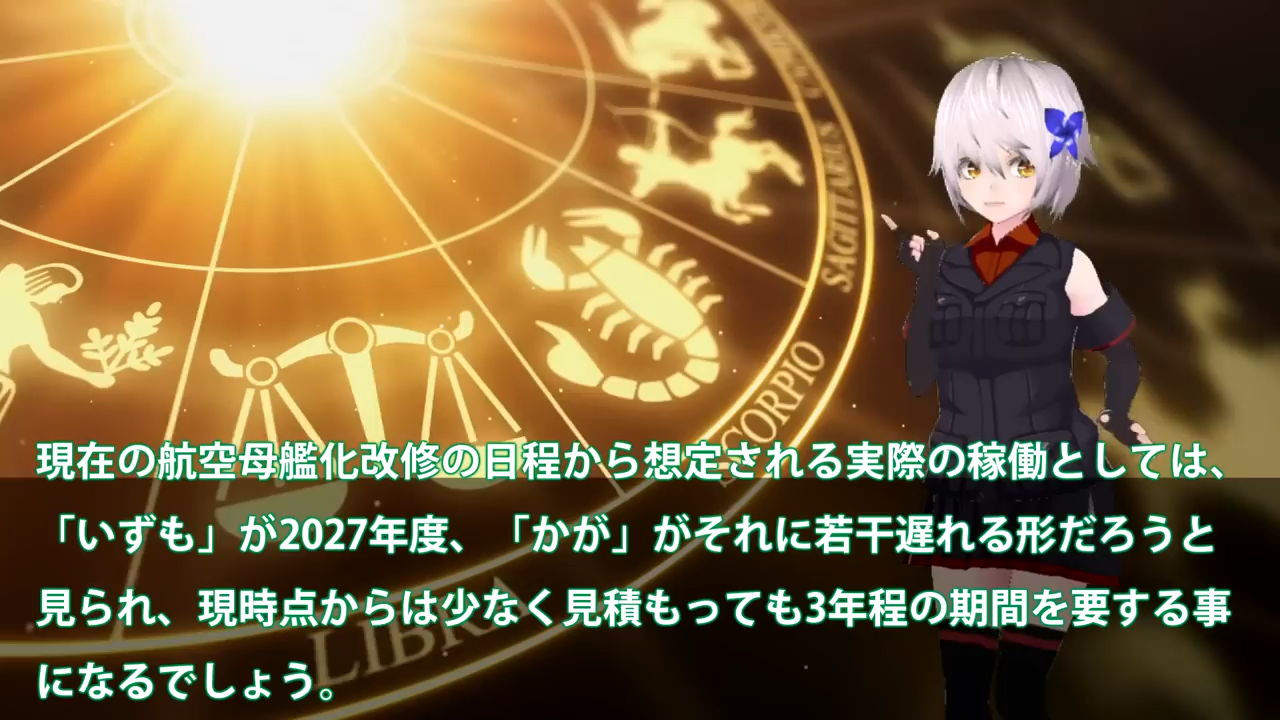 SAGITTARIUS
SCORPIO
LIBRA
現在の航空母艦化改修の日程から想定される実際の稼働としては、
「いずも」が2027年度、「かが」がそれに若干遅れる形だろうと
見られ、現時点からは少なく見積もっても3年程の期間を要する事
になるでしょう。